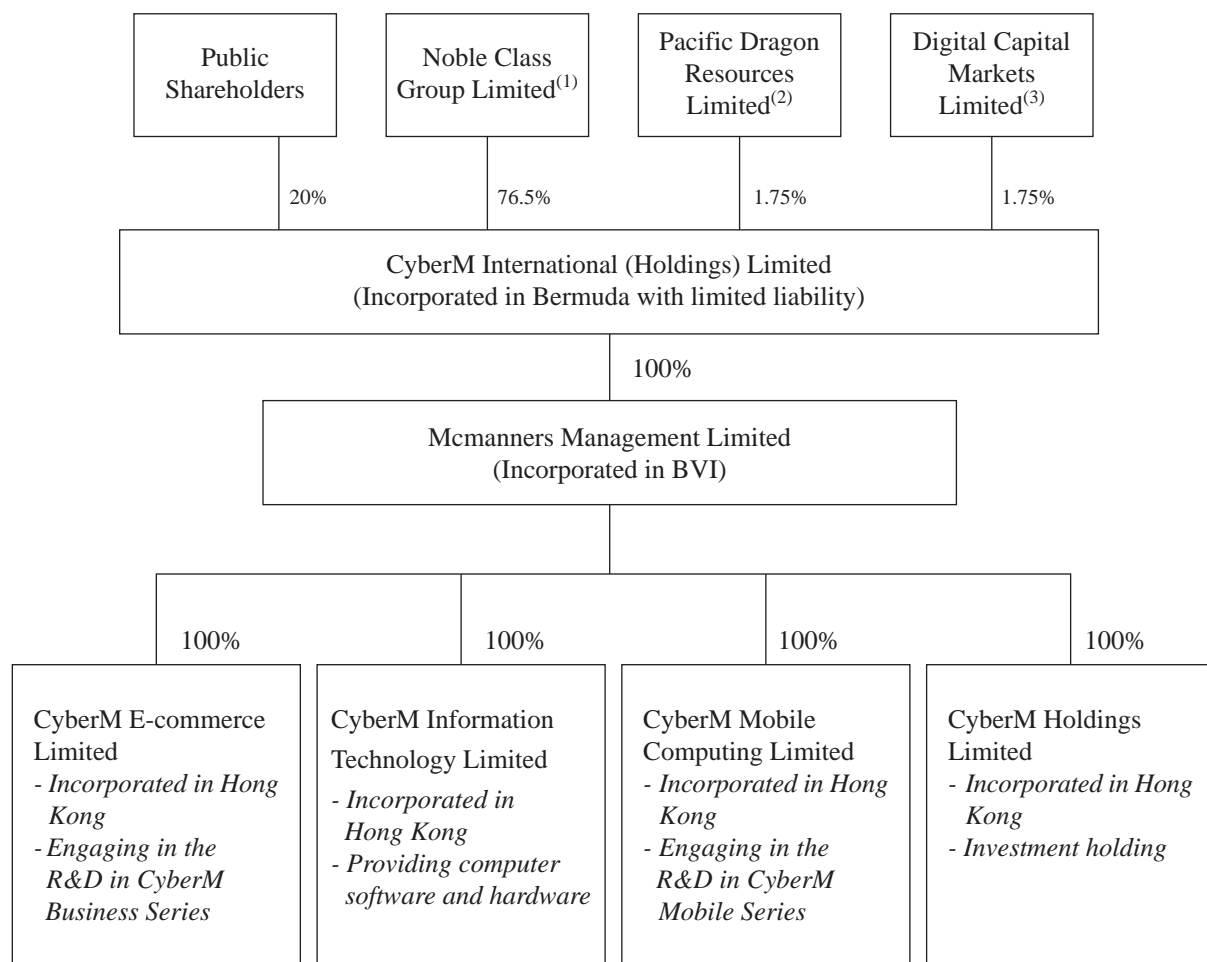 Public
Shareholders
Noble Class
Group Limited(1)
Pacific Dragon
Resources
Limited(2)
Digital Capital
Markets
Limited(3)
20%
76.5%
1.75%
1.75%
CyberM International (Holdings) Limited
(Incorporated in Bermuda with limited liability)
100%
Mcmanners Management Limited
(Incorporated in BVI)
100%
100%
100%
100%
CyberM E-commerce
Limited
- Incorporated in Hong
Kong
- Engaging in the
R&D in CyberM
Business Series
CyberM Information
Technology Limited
- Incorporated in
Hong Kong
- Providing computer
software and hardware
CyberM Mobile
Computing Limited
- Incorporated in Hong
Kong
- Engaging in the
R&D in CyberM
Mobile Series
CyberM Holdings
Limited
- Incorporated in Hong
Kong
- Investment holding